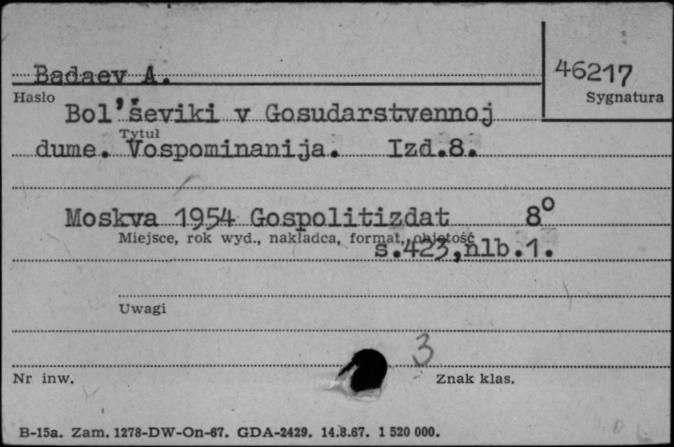 Badaev A.
46217
Hasło
Sygnatura
Bol'ševiki v Gosudarstvennoj
Tytuł
dume. Vospominanija. Izd.8.
Moskva 1954 Gospolitizdat 8°
Miejsce, rok wyd., nakładca, format, objętość
s.423,nlb.1.
Uwagi
3
Nr inw.
Znak klas.
B-15a. Zam. 1278-DW-On-67. GDA-2429. 14.8.67. 1 520 000.